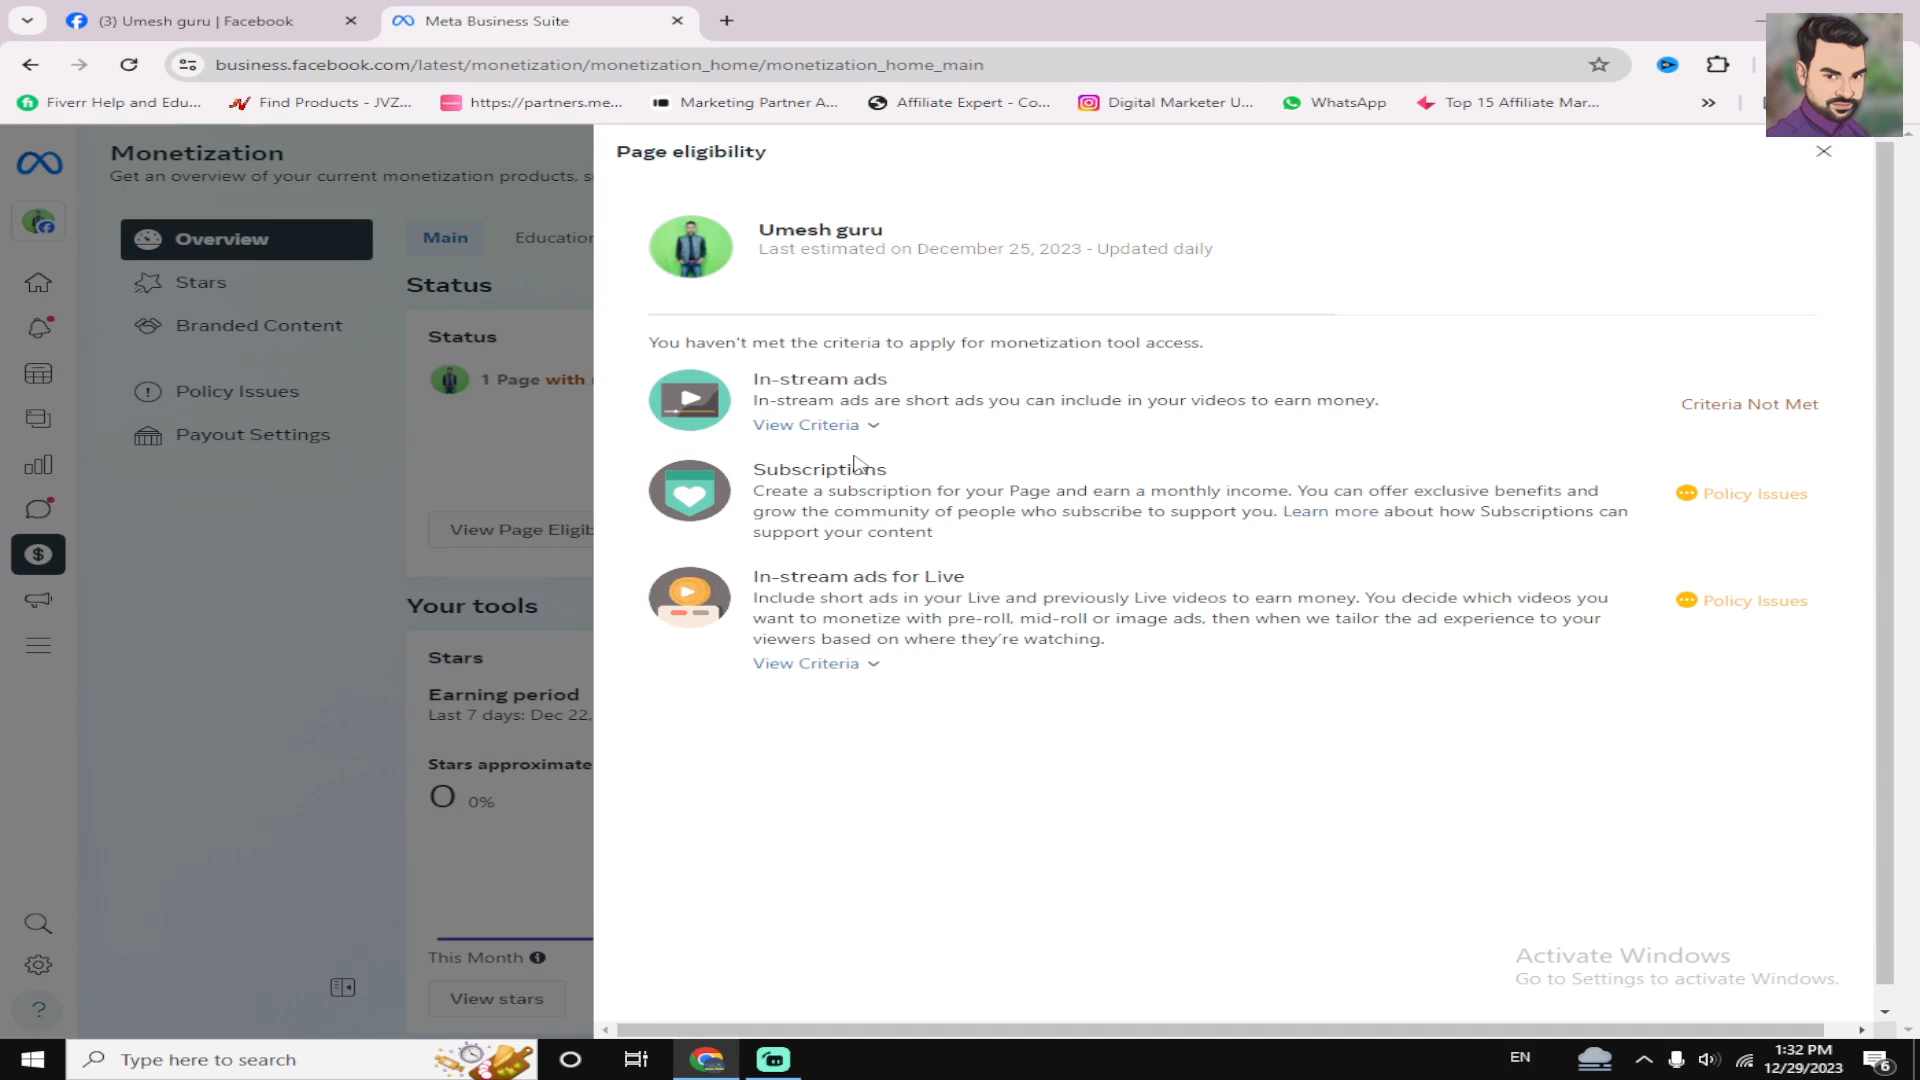 (3) Umesh guru | Facebook
Meta Business Suite
business.facebook.com/latest/monetization/monetization_home/monetization_home_main
Fiverr Help and Edu...
Find Products - JVZ...
https://partners.me...
Marketing Partner A...
Affiliate Expert - Co...
Digital Marketer U...
WhatsApp
Top 15 Affiliate Mar...
Monetization
Get an overview of your current monetization products, s
Overview
Stars
Branded Content
Policy Issues
Payout Settings
Main
Education
Status
Status
1 Page with
View Page Eligib
Your tools
Stars
Earning period
Last 7 days: Dec 22,
Stars approximate
0 0%
This Month
View stars
Page eligibility
Umesh guru
Last estimated on December 25, 2023 - Updated daily
You haven't met the criteria to apply for monetization tool access.
In-stream ads
In-stream ads are short ads you can include in your videos to earn money.
View Criteria
Criteria Not Met
Subscriptions
Create a subscription for your Page and earn a monthly income. You can offer exclusive benefits and
grow the community of people who subscribe to support you. Learn more about how Subscriptions can
support your content
Policy Issues
In-stream ads for Live
Include short ads in your Live and previously Live videos to earn money. You decide which videos you
want to monetize with pre-roll, mid-roll or image ads, then when we tailor the ad experience to your
viewers based on where they're watching.
View Criteria
Policy Issues
Activate Windows
Go to Settings to activate Windows.
Type here to search
EN
1:32 PM
12/29/2023
6